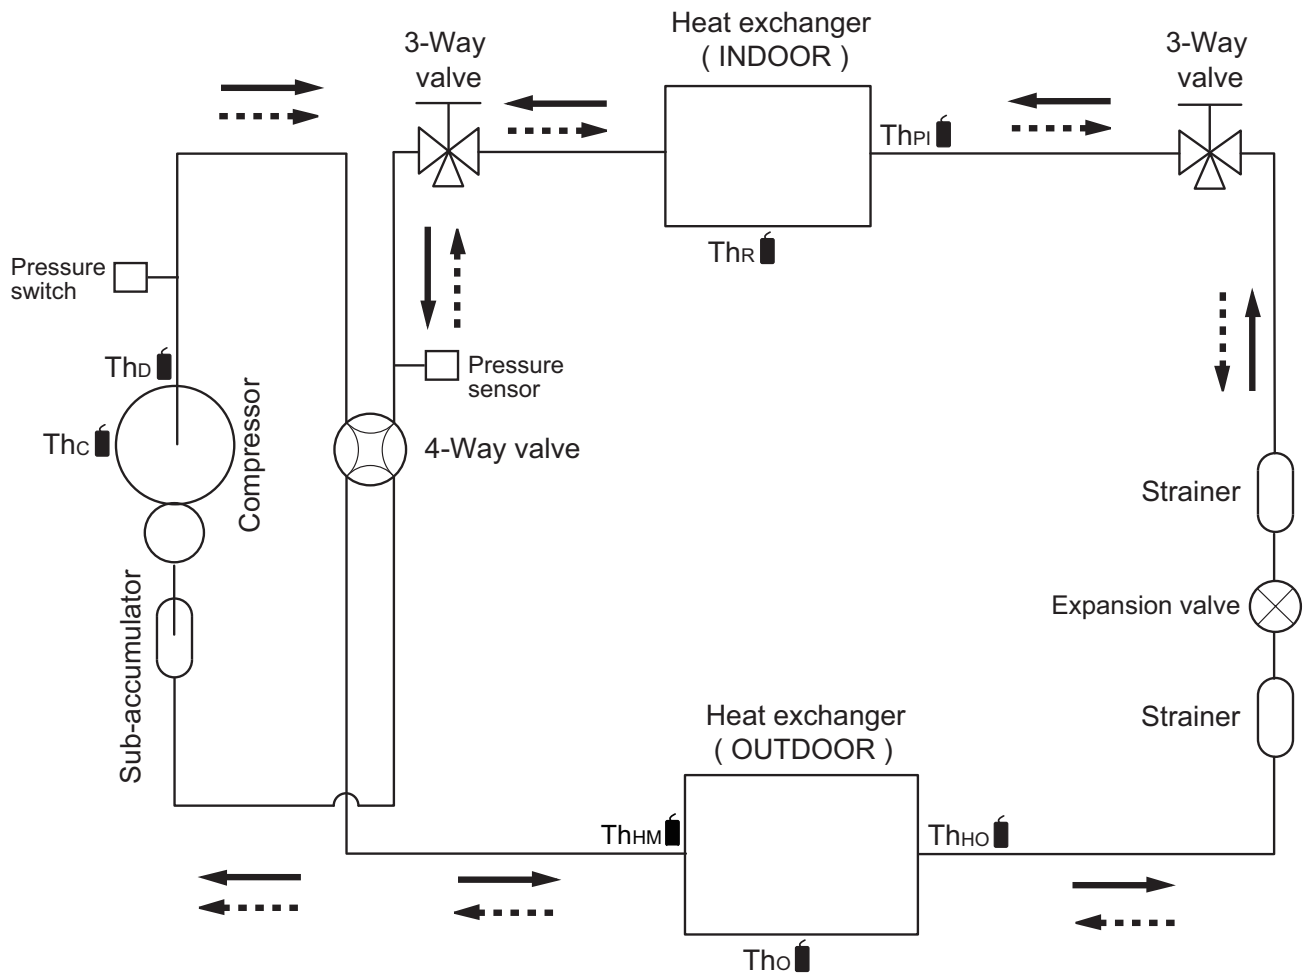 Heat exchanger
( INDOOR )
3-Way
valve
3-Way
valve
ThPI
ThR
Pressure
switch
ThD
Pressure
sensor
ThC
Compressor
4-Way valve
Strainer
Expansion valve
Sub-accumulator
Strainer
Heat exchanger
( OUTDOOR )
ThHM
ThHO
ThO